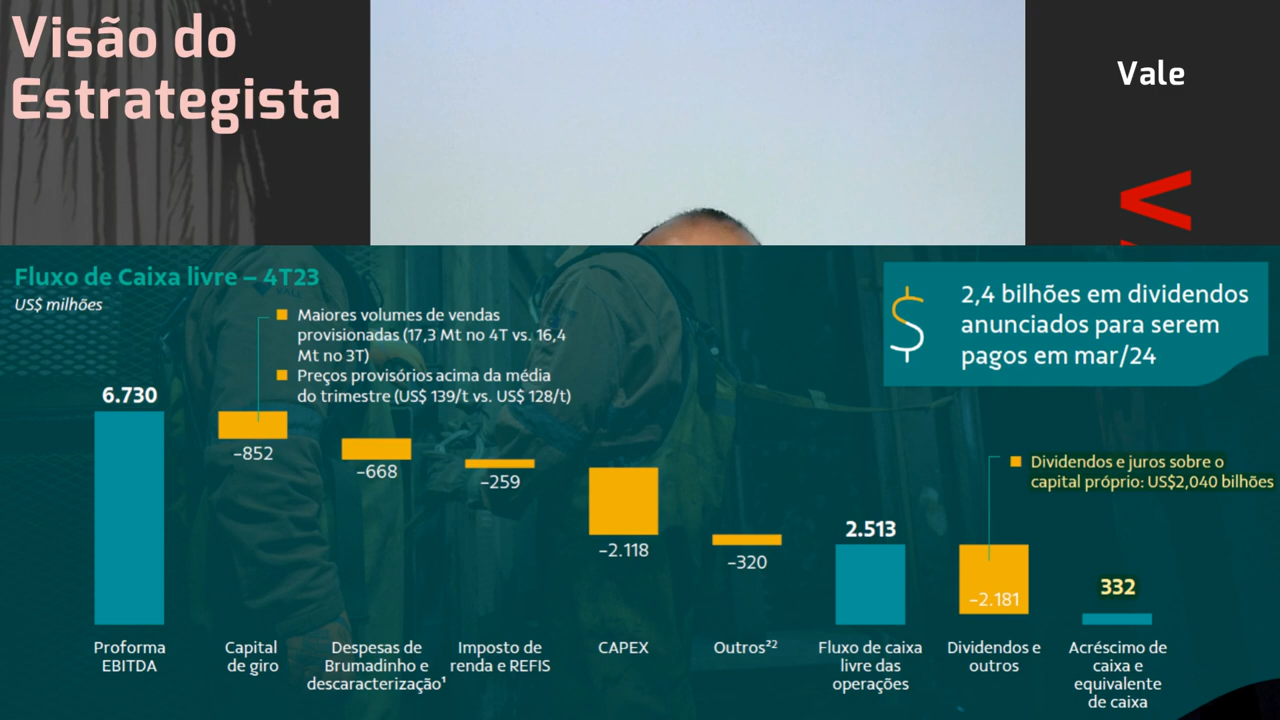 Visão do
Estrategista
Vale
Fluxo de Caixa livre – 4T23
US$ milhões
Maiores volumes de vendas
provisionadas (17,3 Mt no 4T vs. 16,4
Mt no 3T)
Preços provisórios acima da média
do trimestre (US$ 139/t vs. US$ 128/t)
2,4 bilhões em dividendos
anunciados para serem
pagos em mar/24
$
Dividendos e juros sobre o
capital próprio: US$2,040 bilhões
6.730
–852
–668
–259
–2.118
–320
2.513
–2.181
332
Proforma
EBITDA
Capital
de giro
Despesas de
Brumadinho e
descaracterização¹
Imposto de
renda e REFIS
CAPEX
Outros²²
Fluxo de caixa
livre das
operações
Dividendos e
outros
Acréscimo de
caixa e
equivalente
de caixa